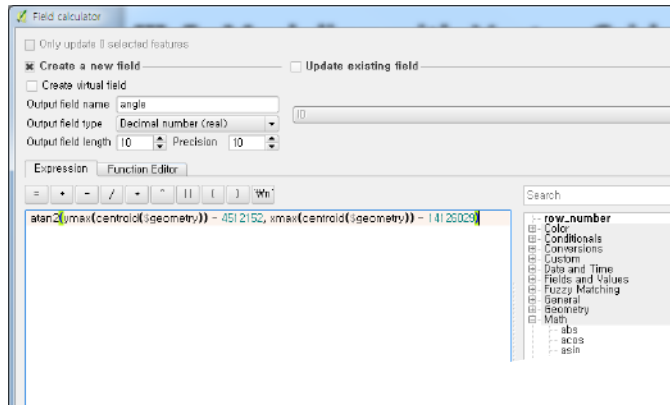 Field calculator
Only update 0 selected features
Create a new field
Update existing field
Create virtual field
Output field name angle
Output field type Decimal number (real)
Output field length 10 Precision 10
ID
Expression Function Editor
= + - / * ^ || ( ) '\n'
Search
atan2(ymax(centroid($geometry)) - 4512152, xmax(centroid($geometry)) - 14126029)
row_number
Color
Conditionals
Conversions
Custom
Date and Time
Fields and Values
Fuzzy Matching
General
Geometry
Math
abs
acos
asin